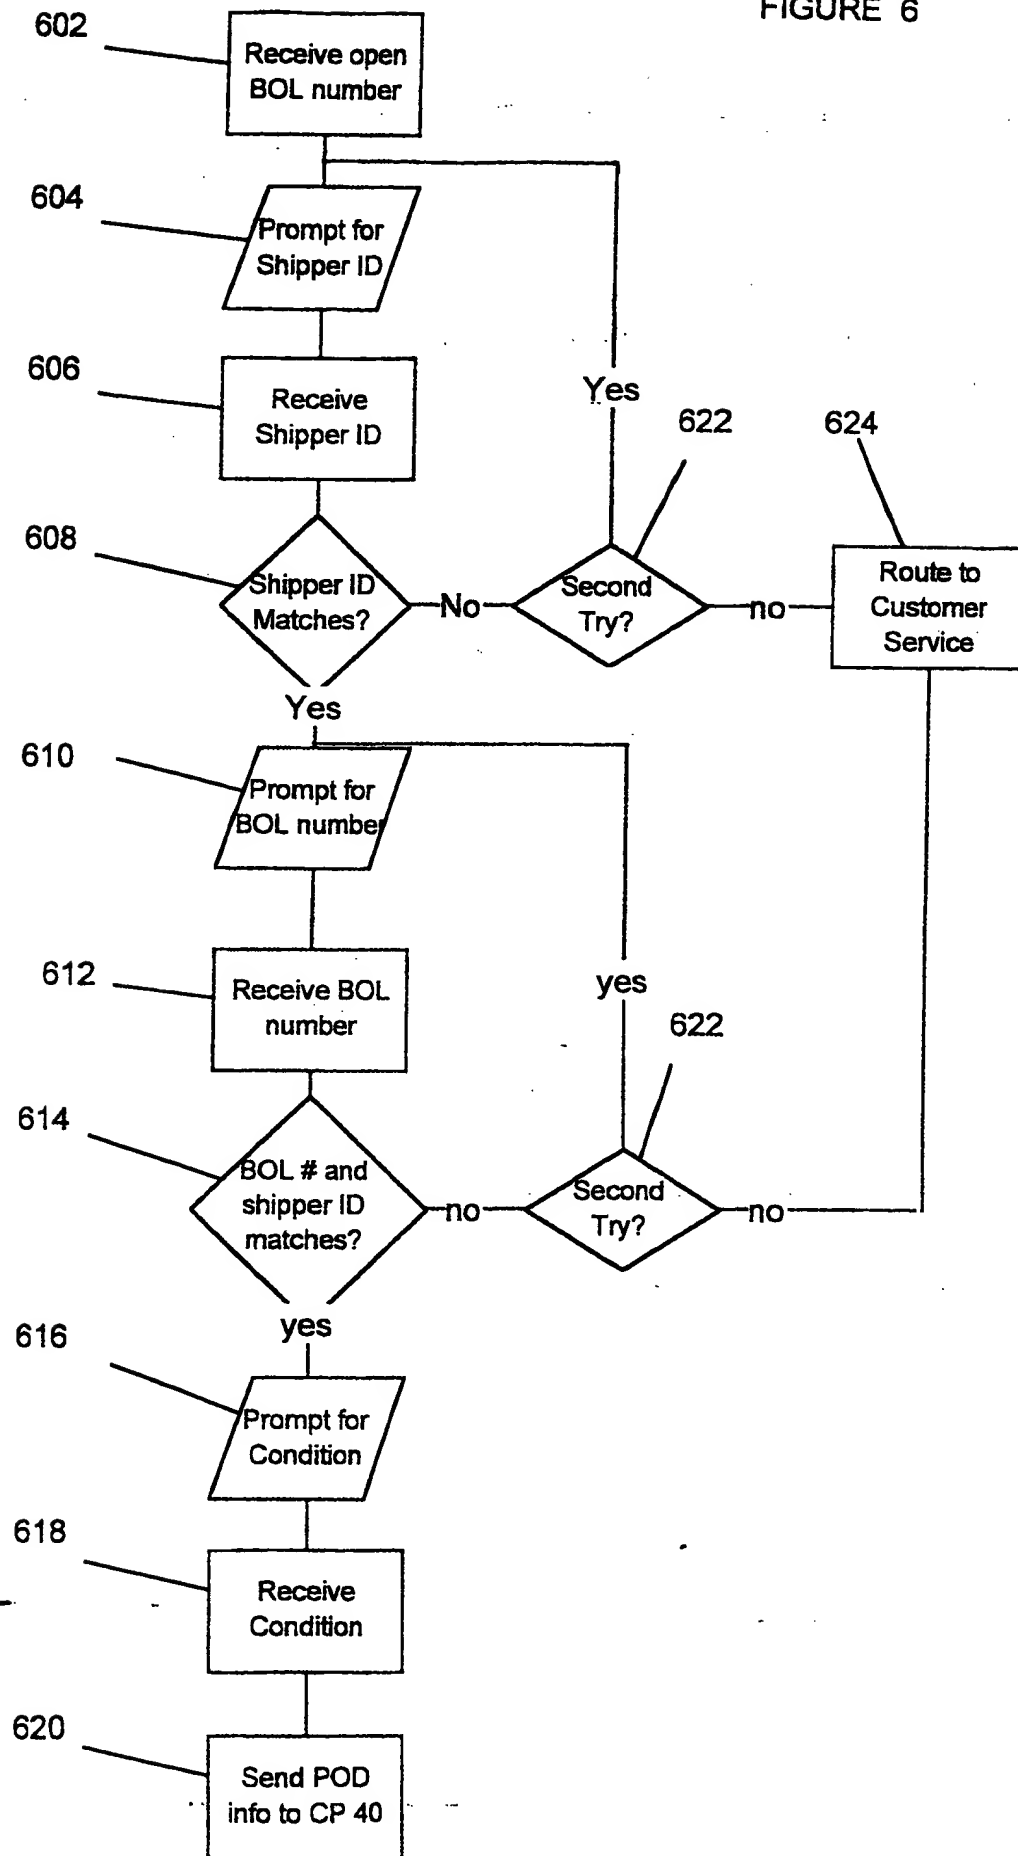 FIGURE 6
602
Receive open
BOL number
604
Prompt for
Shipper ID
606
Receive
Shipper ID
Yes
622
624
608
Shipper ID
Matches?
No
Second
Try?
no
Route to
Customer
Service
Yes
610
Prompt for
BOL number
612
Receive BOL
number
yes
622
614
BOL # and
shipper ID
matches?
no
Second
Try?
no
yes
616
Prompt for
Condition
618
Receive
Condition
620
Send POD
info to CP 40